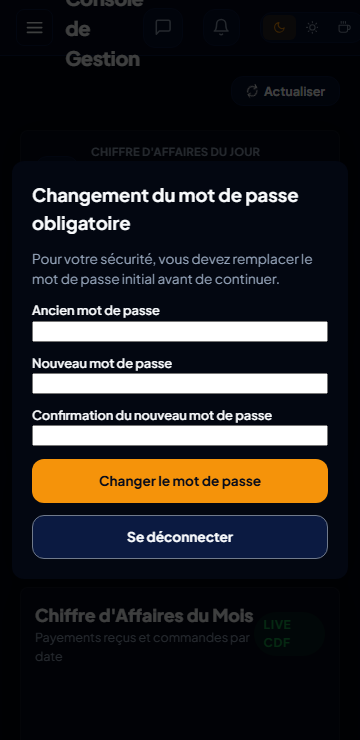 Console
de
Gestion
Actualiser
CHIFFRE D'AFFAIRES DU JOUR
Changement du mot de passe
obligatoire
Pour votre sécurité, vous devez remplacer le
mot de passe initial avant de continuer.
Ancien mot de passe
Nouveau mot de passe
Confirmation du nouveau mot de passe
Changer le mot de passe
Se déconnecter
Chiffre d'Affaires du Mois
LIVE
CDF
Payements reçus et commandes par
date